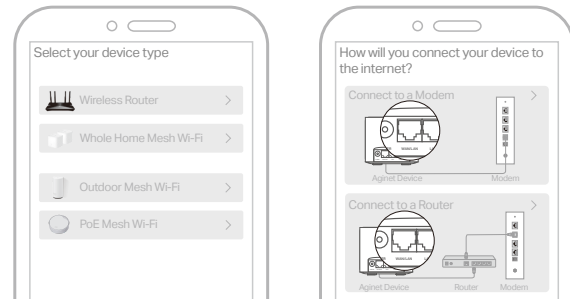 Select your device type
Wireless Router
Whole Home Mesh Wi-Fi
Outdoor Mesh Wi-Fi
PoE Mesh Wi-Fi
How will you connect your device to
the internet?
Connect to a Modem
Aginet Device
Modem
Connect to a Router
Aginet Device
Router
Modem